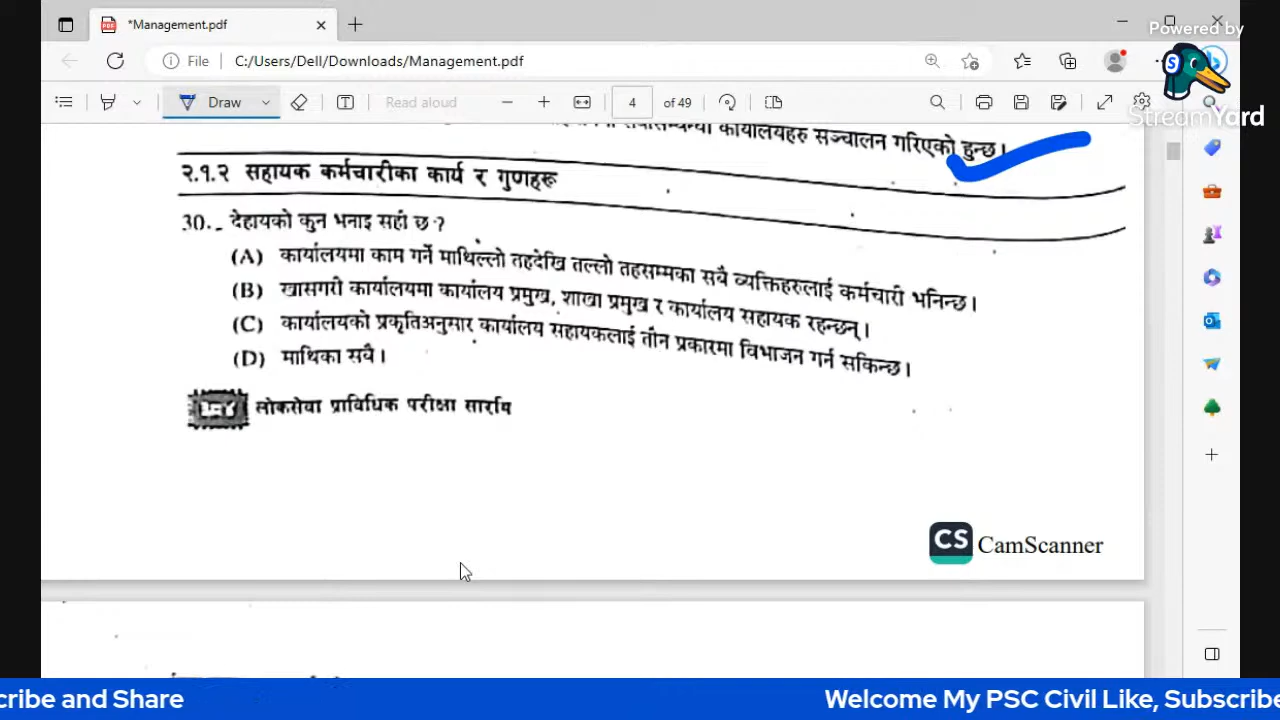 Powered by
*Management.pdf
File C:/Users/Dell/Downloads/Management.pdf
StreamYard
Draw Read aloud 4 of 49
कार्यालयहरु सञ्चालन गरिएको हुन्छ।
२.१.२ सहायक कर्मचारीका कार्य र गुणहरू
30. देहायको कुन भनाइ सही छ ?
(A) कार्यालयमा काम गर्ने माथिल्लो तहदेखि तल्लो तहसम्मका सवै व्यक्तिहरुलाई कर्मचारी भनिन्छ।
(B) खासगरी कार्यालयमा कार्यालय प्रमुख, शाखा प्रमुख र कार्यालय सहायक रहन्छन्।
(C) कार्यालयको प्रकृतिअनुसार कार्यालय सहायकलाई तीन प्रकारमा विभाजन गर्न सकिन्छ।
(D) माथिका सवै।
लोकसेवा प्राविधिक परीक्षा
CS CamScanner
cribe and Share Welcome My PSC Civil Like, Subscribe